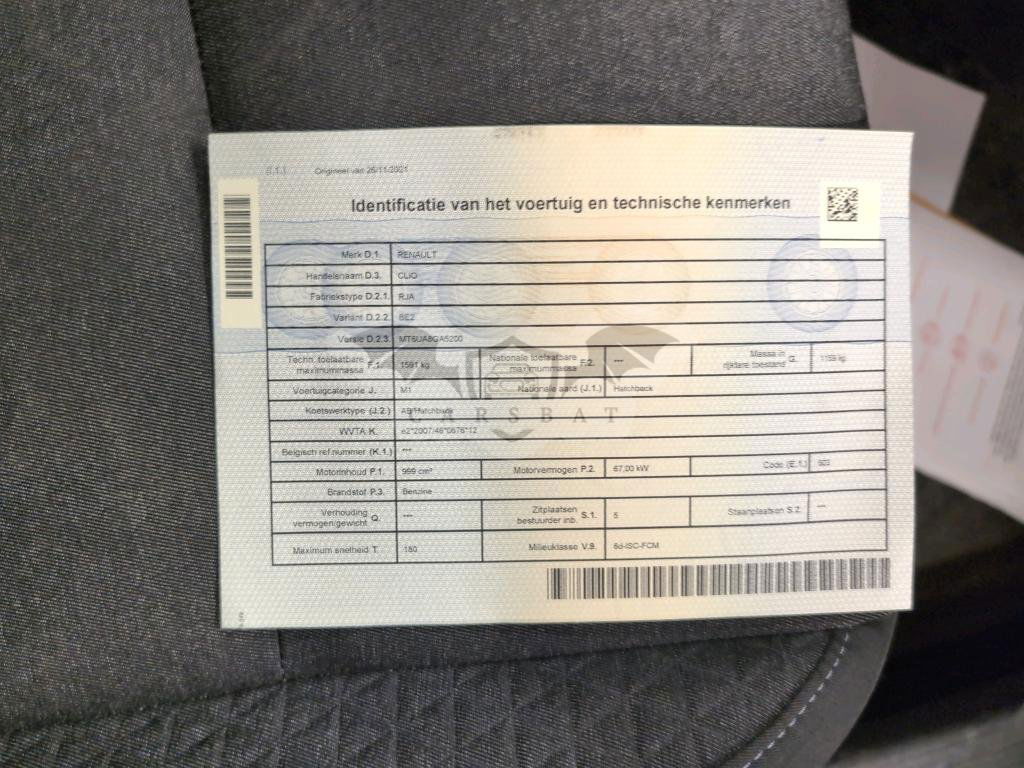 Origineel van 26/11/2021
Identificatie van het voertuig en technische kenmerken
Merk D.1. RENAULT
Handelsnaam D.3. CLIO
Fabriekstype D.2.1. RJA
Variant D.2.2. BE2
Versie D.2.3. MT6UA8GA5200
Techn. toelaatbare maximummassa F.1. 1591 kg Nationale toelaatbare maximummassa F.2. --- Massa in rijklare toestand G. 1159 kg
Voertuigcategorie J. M1 Nationale aard (J.1.) Hatchback
Koetswerktype (J.2.) AB/Hatchback
CARSBAT
WVTA K. e2*2007/46*0676*12
Belgisch ref.nummer (K.1.) ---
Motorinhoud P.1. 999 cm³ Motorvermogen P.2. 67,00 kW Code (E.1.)
Brandstof P.3. Benzine
Verhouding vermogen/gewicht Q. --- Zitplaatsen bestuurder inb. S.1. 5 Staanplaatsen S.2. ---
Maximum snelheid T. 180 Milieuklasse V.9. 6d-ISC-FCM